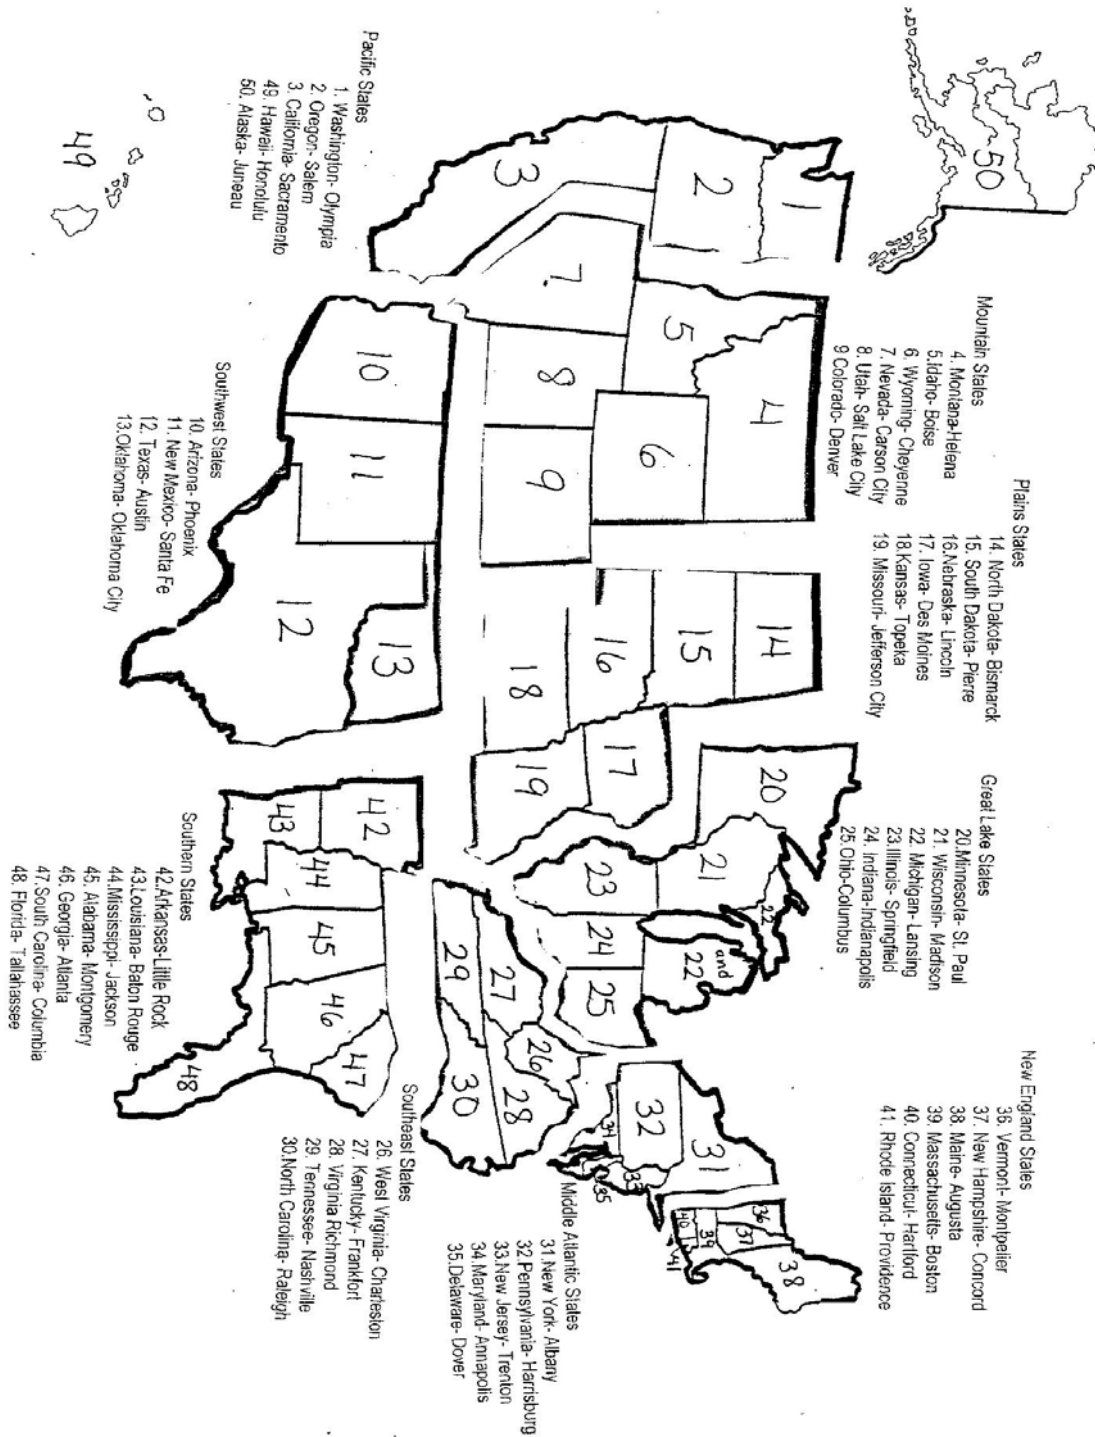 Pacific States
1. Washington- Olympia
2. Oregon- Salem
3. California- Sacramento
49. Hawaii- Honolulu
50. Alaska- Juneau
Mountain States
4. Montana-Helena
5.Idaho- Boise
6. Wyoming- Cheyenne
7. Nevada- Carson City
8. Utah- Salt Lake City
9 Colorado- Denver
Plains States
14. North Dakota- Bismarck
15. South Dakota- Pierre
16.Nebraska- Lincoln
17. Iowa- Des Moines
18.Kansas- Topeka
19. Missouri- Jefferson City
Great Lake States
20.Minnesota- St. Paul
21. Wisconsin- Madison
22. Michigan- Lansing
23.Illinois- Springfield
24. Indiana-Indianapolis
25.Ohio-Columbus
New England States
36. Vermont- Montpelier
37. New Hampshire- Concord
38. Maine- Augusta
39. Massachusetts- Boston
40. Connecticut- Hartford
41. Rhode Island- Providence
Southwest States
10. Arizona- Phoenix
11. New Mexico- Santa Fe
12. Texas- Austin
13.Oklahoma- Oklahoma City
Southern States
42.Arkansas-Little Rock
43.Louisiana- Baton Rouge
44.Mississippi- Jackson
45. Alabama- Montgomery
46. Georgia- Atlanta
47.South Carolina- Columbia
48. Florida- Tallahassee
Southeast States
26. West Virginia- Charleston
27. Kentucky- Frankfort
28. Virginia Richmond
29. Tennessee- Nashville
30.North Carolina- Raleigh
Middle Atlantic States
31.New York- Albany
32.Pennsylvania- Harrisburg
33.New Jersey- Trenton
34.Maryland- Annapolis
35.Delaware- Dover
50
1
2
3
4
5
6
7
8
9
10
11
12
13
14
15
16
17
18
19
20
21
22
and
22
23
24
25
26
27
28
29
30
31
32
33
34
35
36
37
38
39
40
41
42
43
44
45
46
47
48
49